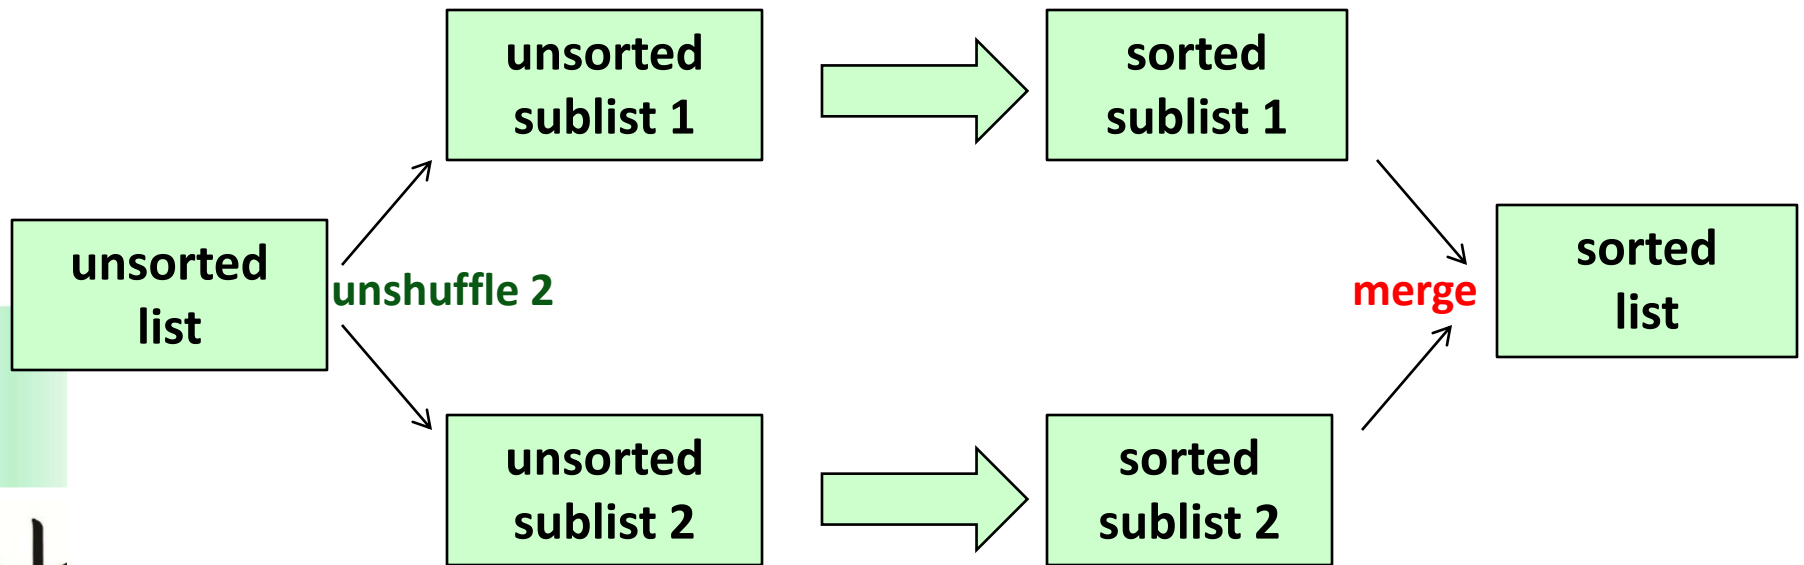 unsorted
sublist 1
sorted
sublist 1
unsorted
list
unshuffle 2
merge
sorted
list
unsorted
sublist 2
sorted
sublist 2